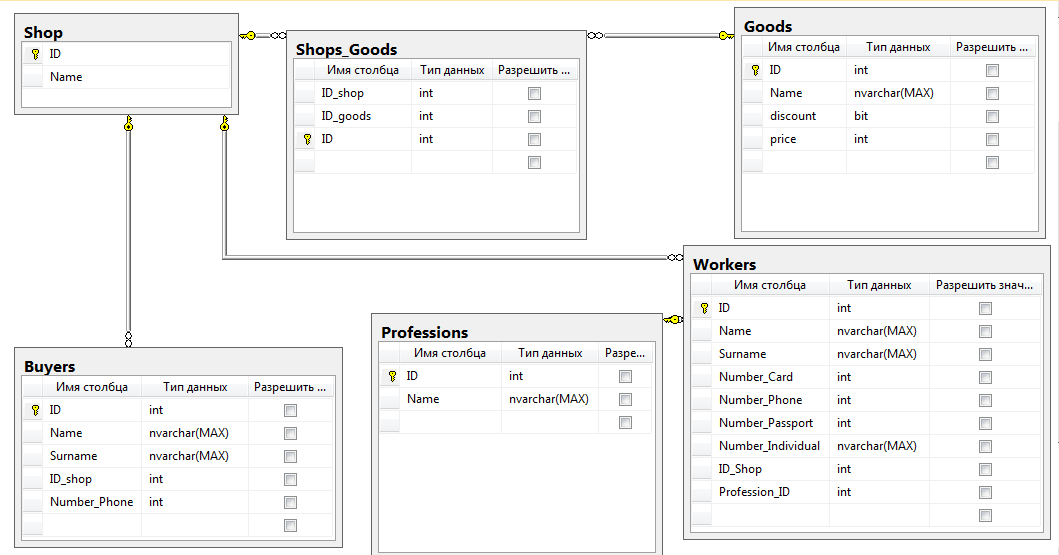 Shop
ID
Name
Shops_Goods
Имя столбца Тип данных Разрешить ...
ID_shop int
ID_goods int
ID int
Goods
Имя столбца Тип данных Разрешить ...
ID int
Name nvarchar(MAX)
discount bit
price int
Workers
Имя столбца Тип данных Разрешить знач...
ID int
Name nvarchar(MAX)
Surname nvarchar(MAX)
Number_Card int
Number_Phone int
Number_Passport int
Number_Individual nvarchar(MAX)
ID_Shop int
Profession_ID int
Professions
Имя столбца Тип данных Разре...
ID int
Name nvarchar(MAX)
Buyers
Имя столбца Тип данных Разрешить ...
ID int
Name nvarchar(MAX)
Surname nvarchar(MAX)
ID_shop int
Number_Phone int